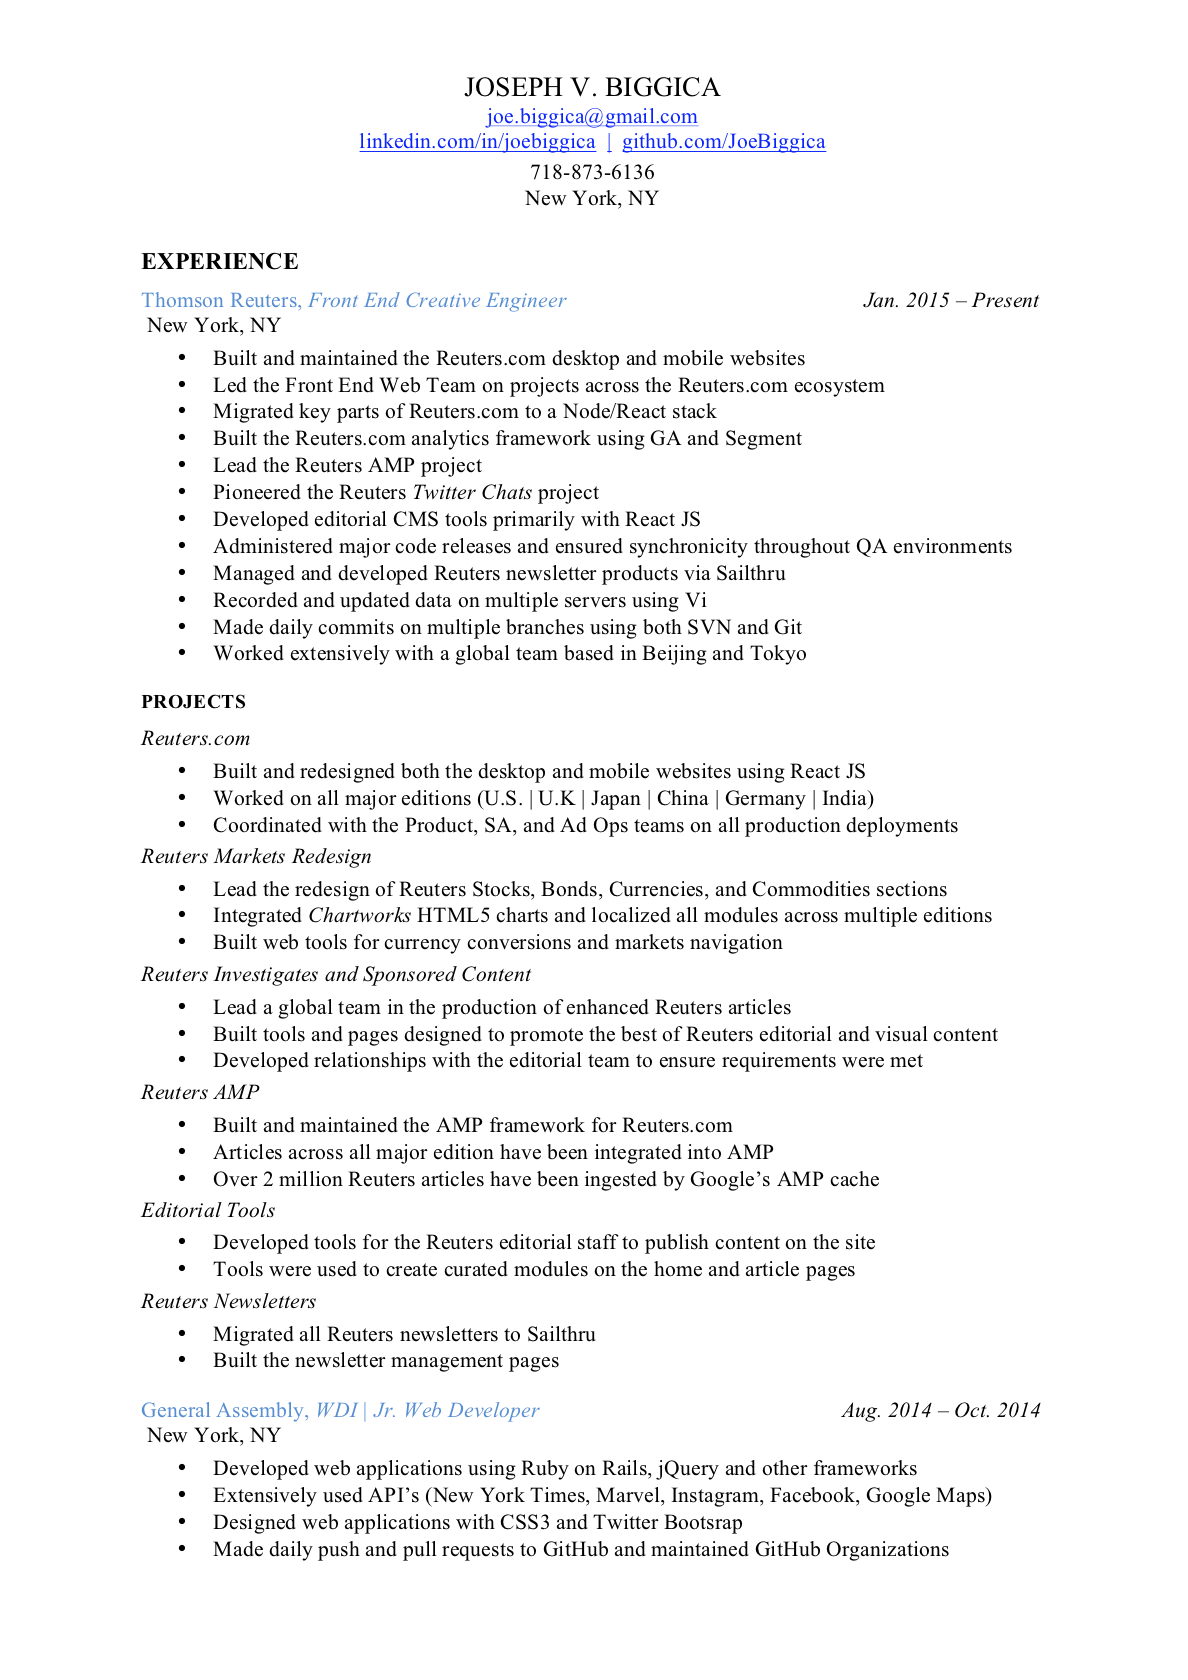 JOSEPH V. BIGGICA
joe.biggica@gmail.com
linkedin.com/in/joebiggica | github.com/JoeBiggica
718-873-6136
New York, NY
EXPERIENCE
Thomson Reuters, Front End Creative Engineer Jan. 2015 – Present
New York, NY
• Built and maintained the Reuters.com desktop and mobile websites
• Led the Front End Web Team on projects across the Reuters.com ecosystem
• Migrated key parts of Reuters.com to a Node/React stack
• Built the Reuters.com analytics framework using GA and Segment
• Lead the Reuters AMP project
• Pioneered the Reuters Twitter Chats project
• Developed editorial CMS tools primarily with React JS
• Administered major code releases and ensured synchronicity throughout QA environments
• Managed and developed Reuters newsletter products via Sailthru
• Recorded and updated data on multiple servers using Vi
• Made daily commits on multiple branches using both SVN and Git
• Worked extensively with a global team based in Beijing and Tokyo
PROJECTS
Reuters.com
• Built and redesigned both the desktop and mobile websites using React JS
• Worked on all major editions (U.S. | U.K | Japan | China | Germany | India)
• Coordinated with the Product, SA, and Ad Ops teams on all production deployments
Reuters Markets Redesign
• Lead the redesign of Reuters Stocks, Bonds, Currencies, and Commodities sections
• Integrated Chartworks HTML5 charts and localized all modules across multiple editions
• Built web tools for currency conversions and markets navigation
Reuters Investigates and Sponsored Content
• Lead a global team in the production of enhanced Reuters articles
• Built tools and pages designed to promote the best of Reuters editorial and visual content
• Developed relationships with the editorial team to ensure requirements were met
Reuters AMP
• Built and maintained the AMP framework for Reuters.com
• Articles across all major edition have been integrated into AMP
• Over 2 million Reuters articles have been ingested by Google’s AMP cache
Editorial Tools
• Developed tools for the Reuters editorial staff to publish content on the site
• Tools were used to create curated modules on the home and article pages
Reuters Newsletters
• Migrated all Reuters newsletters to Sailthru
• Built the newsletter management pages
General Assembly, WDI | Jr. Web Developer Aug. 2014 – Oct. 2014
New York, NY
• Developed web applications using Ruby on Rails, jQuery and other frameworks
• Extensively used API’s (New York Times, Marvel, Instagram, Facebook, Google Maps)
• Designed web applications with CSS3 and Twitter Bootsrap
• Made daily push and pull requests to GitHub and maintained GitHub Organizations